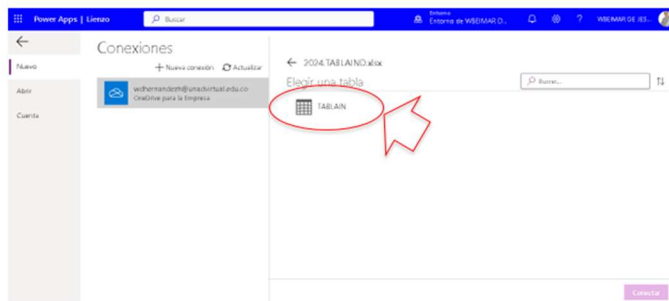 Power Apps | Lienzo
Buscar
Entorno
Entorno de WBEIMAR D...
?
WBEIMAR DE JES...
Nuevo
Abrir
Cuenta
Conexiones
+ Nueva conexión
Actualizar
wdhernandezh@unadvirtual.edu.co
OneDrive para la Empresa
2024.TABLAIND.xlsx
Elegir una tabla
Buscar...
TABLAIN
Conectar